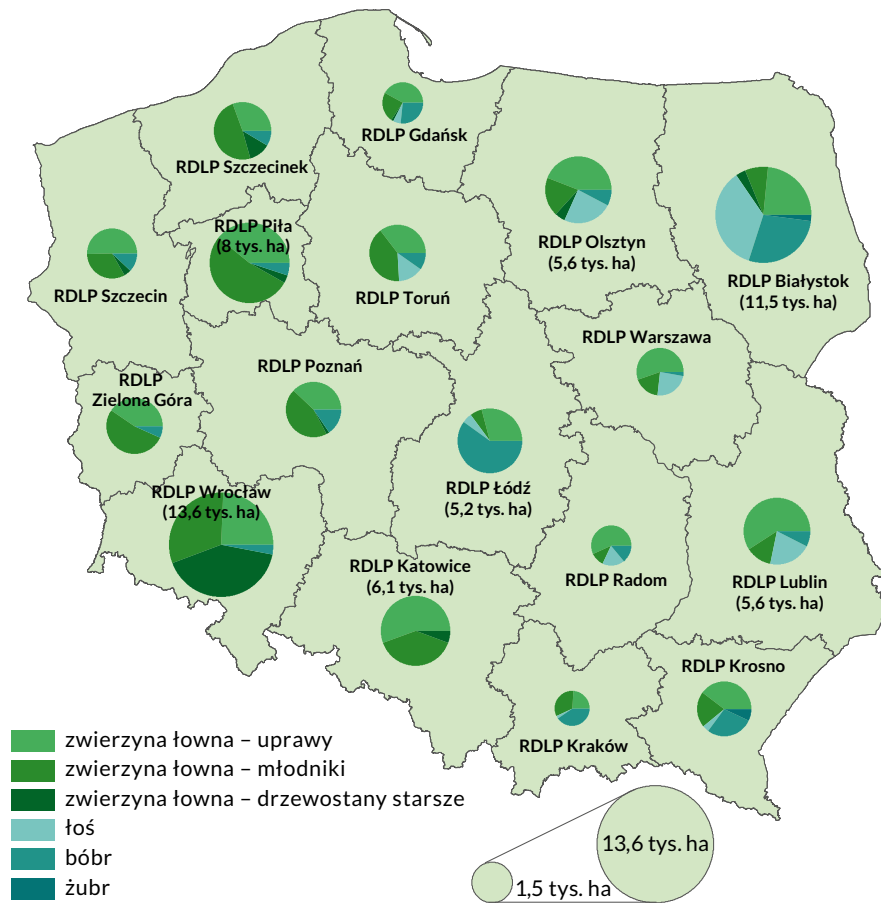 RDLP Gdańsk
RDLP Szczecinek
RDLP Piła
(8 tys. ha)
RDLP Olsztyn
(5,6 tys. ha)
RDLP Białystok
(11,5 tys. ha)
RDLP Szczecin
RDLP Toruń
RDLP Warszawa
RDLP Poznań
RDLP
Zielona Góra
RDLP Łódź
(5,2 tys. ha)
RDLP Wrocław
(13,6 tys. ha)
RDLP Katowice
(6,1 tys. ha)
RDLP Radom
RDLP Lublin
(5,6 tys. ha)
RDLP Krosno
RDLP Kraków
zwierzyna łowna – uprawy
zwierzyna łowna – młodniki
zwierzyna łowna – drzewostany starsze
łoś
bóbr
żubr
13,6 tys. ha
1,5 tys. ha